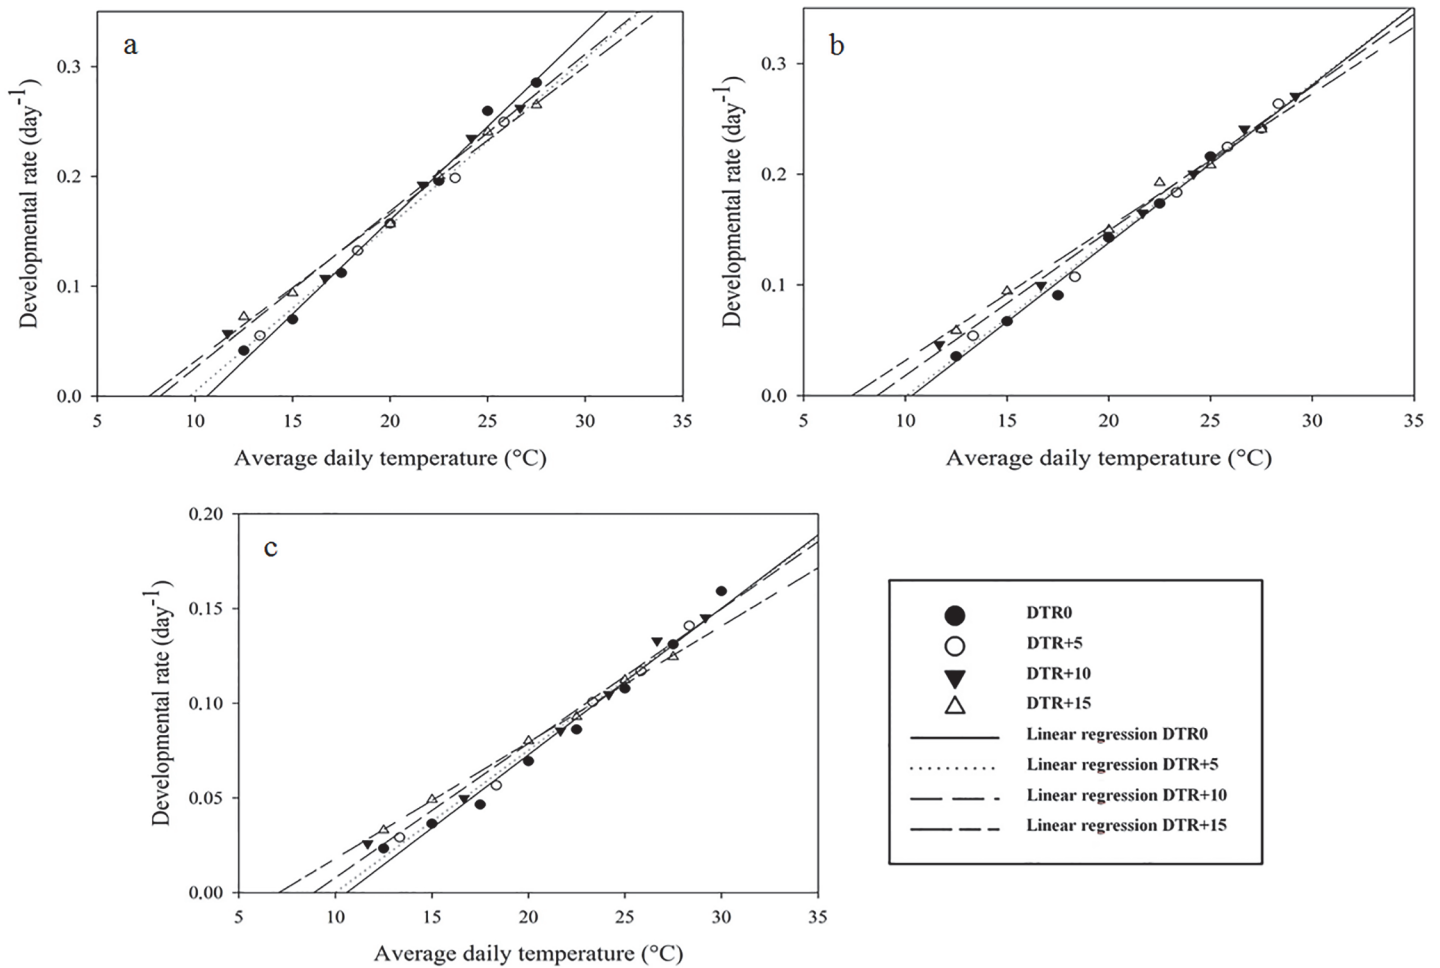 a
Developmental rate (day-1)
0.3
0.2
0.1
0.0
5 10 15 20 25 30 35
Average daily temperature (°C)
b
Developmental rate (day-1)
0.3
0.2
0.1
0.0
5 10 15 20 25 30 35
Average daily temperature (°C)
c
Developmental rate (day-1)
0.20
0.15
0.10
0.05
0.00
5 10 15 20 25 30 35
Average daily temperature (°C)
DTR0
DTR+5
DTR+10
DTR+15
Linear regression DTR0
Linear regression DTR+5
Linear regression DTR+10
Linear regression DTR+15